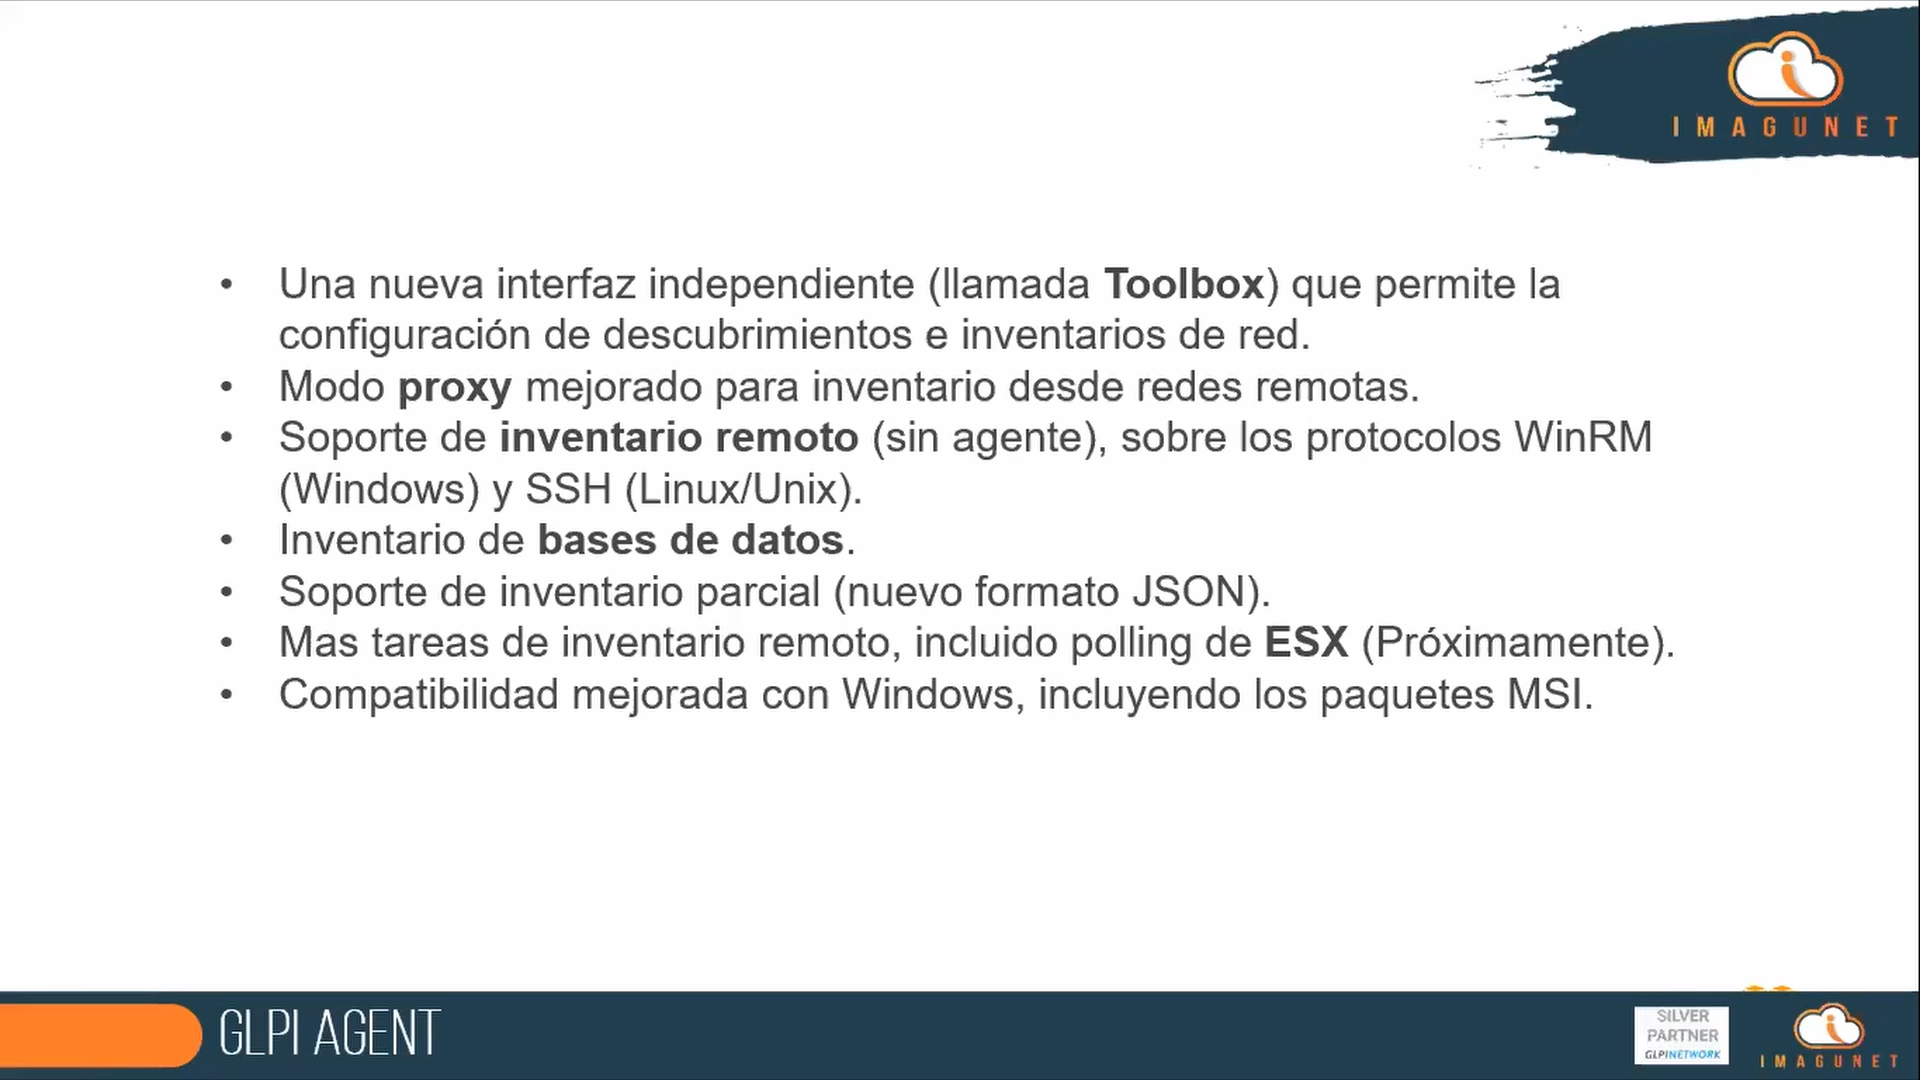 IMAGUNET
• Una nueva interfaz independiente (llamada Toolbox) que permite la
configuración de descubrimientos e inventarios de red.
• Modo proxy mejorado para inventario desde redes remotas.
• Soporte de inventario remoto (sin agente), sobre los protocolos WinRM
(Windows) y SSH (Linux/Unix).
• Inventario de bases de datos.
• Soporte de inventario parcial (nuevo formato JSON).
• Mas tareas de inventario remoto, incluido polling de ESX (Próximamente).
• Compatibilidad mejorada con Windows, incluyendo los paquetes MSI.
GLPI AGENT
SILVER
PARTNER
GLPINETWORK
IMAGUNET